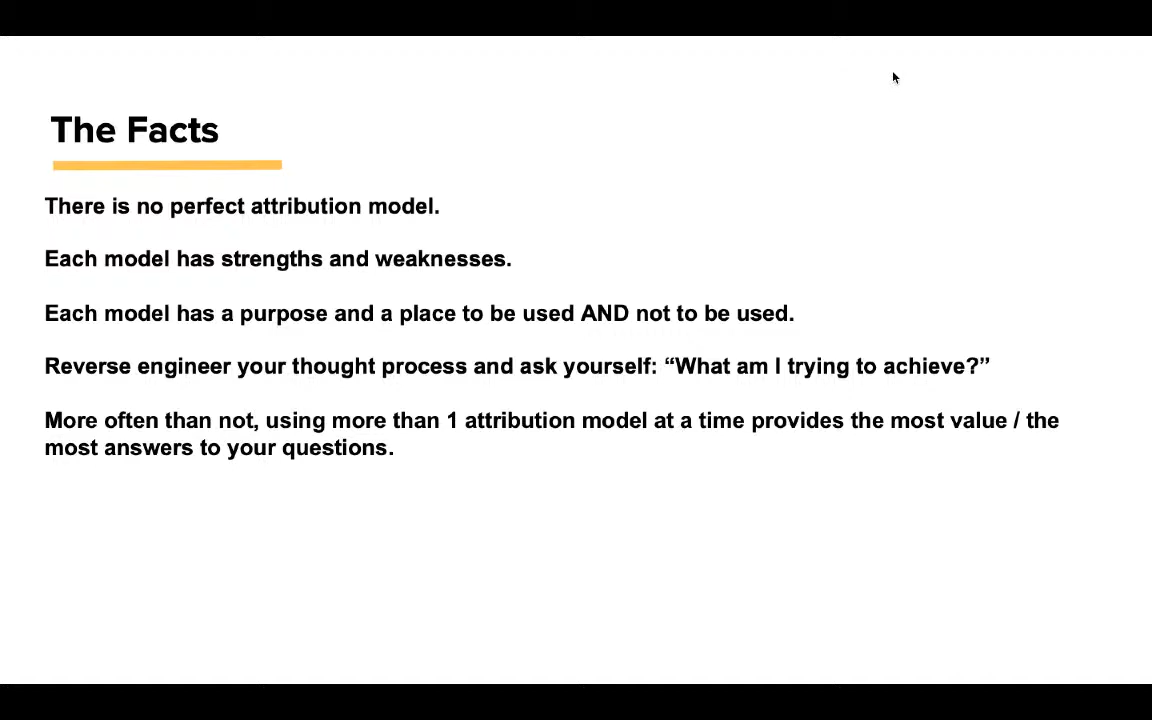 The Facts
There is no perfect attribution model.
Each model has strengths and weaknesses.
Each model has a purpose and a place to be used AND not to be used.
Reverse engineer your thought process and ask yourself: “What am I trying to achieve?”
More often than not, using more than 1 attribution model at a time provides the most value / the
most answers to your questions.